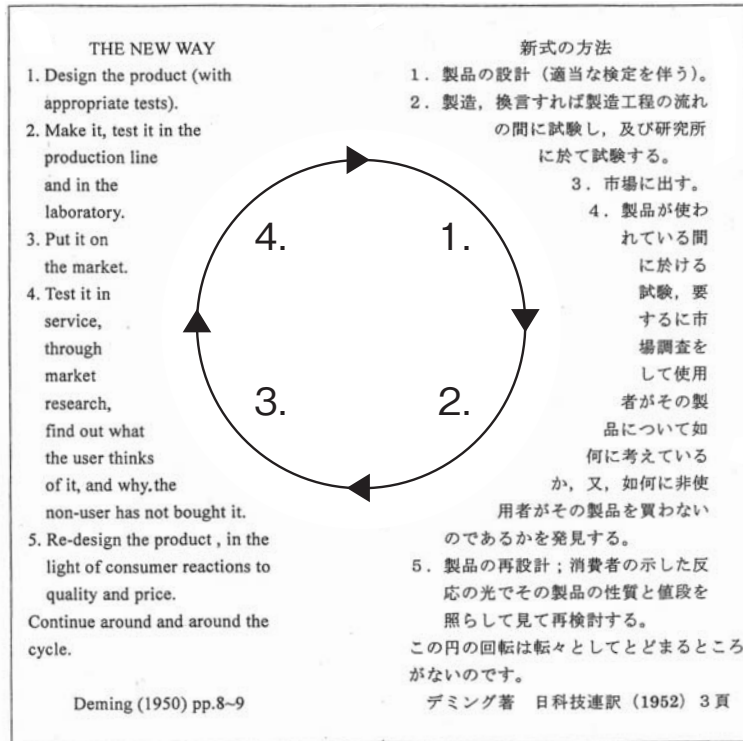 THE NEW WAY
1. Design the product (with
appropriate tests).
2. Make it, test it in the
production line
and in the
laboratory.
3. Put it on
the market.
4. Test it in
service,
through
market
research,
find out what
the user thinks
of it, and why.the
non-user has not bought it.
5. Re-design the product , in the
light of consumer reactions to
quality and price.
Continue around and around the
cycle.
Deming (1950) pp.8~9
4.
1.
3.
2.
新式の方法
1．製品の設計（適当な検定を伴う）。
2．製造，換言すれば製造工程の流れ
の間に試験し，及び研究所
に於て試験する。
3．市場に出す。
4．製品が使わ
れている間
に於ける
試験，要
するに市
場調査を
して使用
者がその製
品について如
何に考えている
か，又，如何に非使
用者がその製品を買わない
のであるかを発見する。
5．製品の再設計；消費者の示した反
応の光でその製品の性質と値段を
照らして見て再検討する。
この円の回転は転々としてとどまるところ
がないのです。
デミング著　日科技連訳（1952）3頁